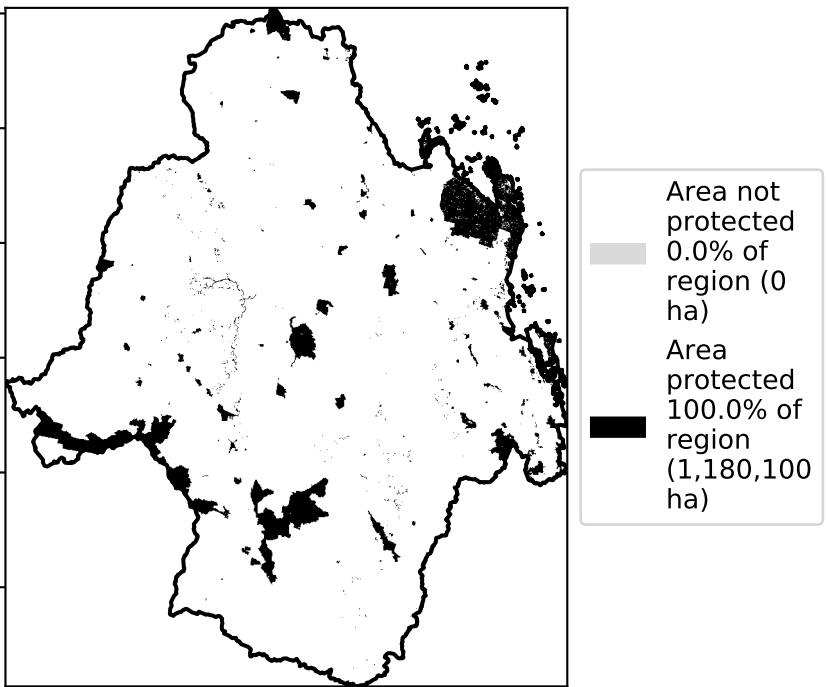 Area not
protected
0.0% of
region (0
ha)
Area
protected
100.0% of
region
(1,180,100
ha)